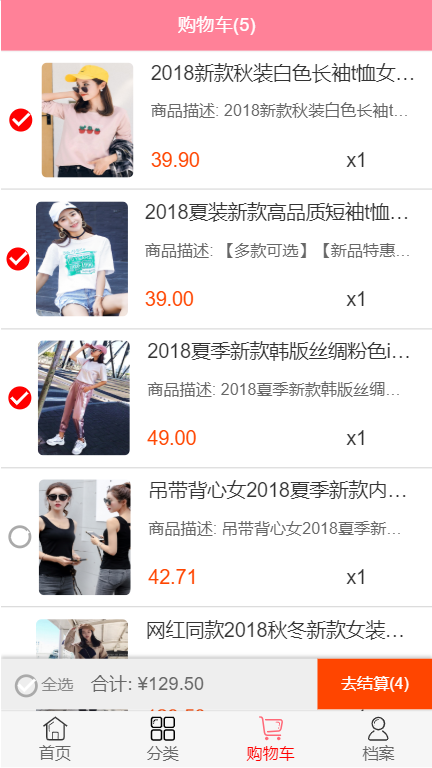 购物车(5)
2018新款秋装白色长袖t恤女…
商品描述: 2018新款秋装白色长袖t…
39.90
x1
2018夏装新款高品质短袖t恤…
商品描述: 【多款可选】【新品特惠…
39.00
x1
2018夏季新款韩版丝绸粉色i…
商品描述: 2018夏季新款韩版丝绸…
49.00
x1
吊带背心女2018夏季新款内…
商品描述: 吊带背心女2018夏季新…
42.71
x1
网红同款2018秋冬新款女装…
全选
合计: ¥129.50
去结算(4)
首页
分类
购物车
档案